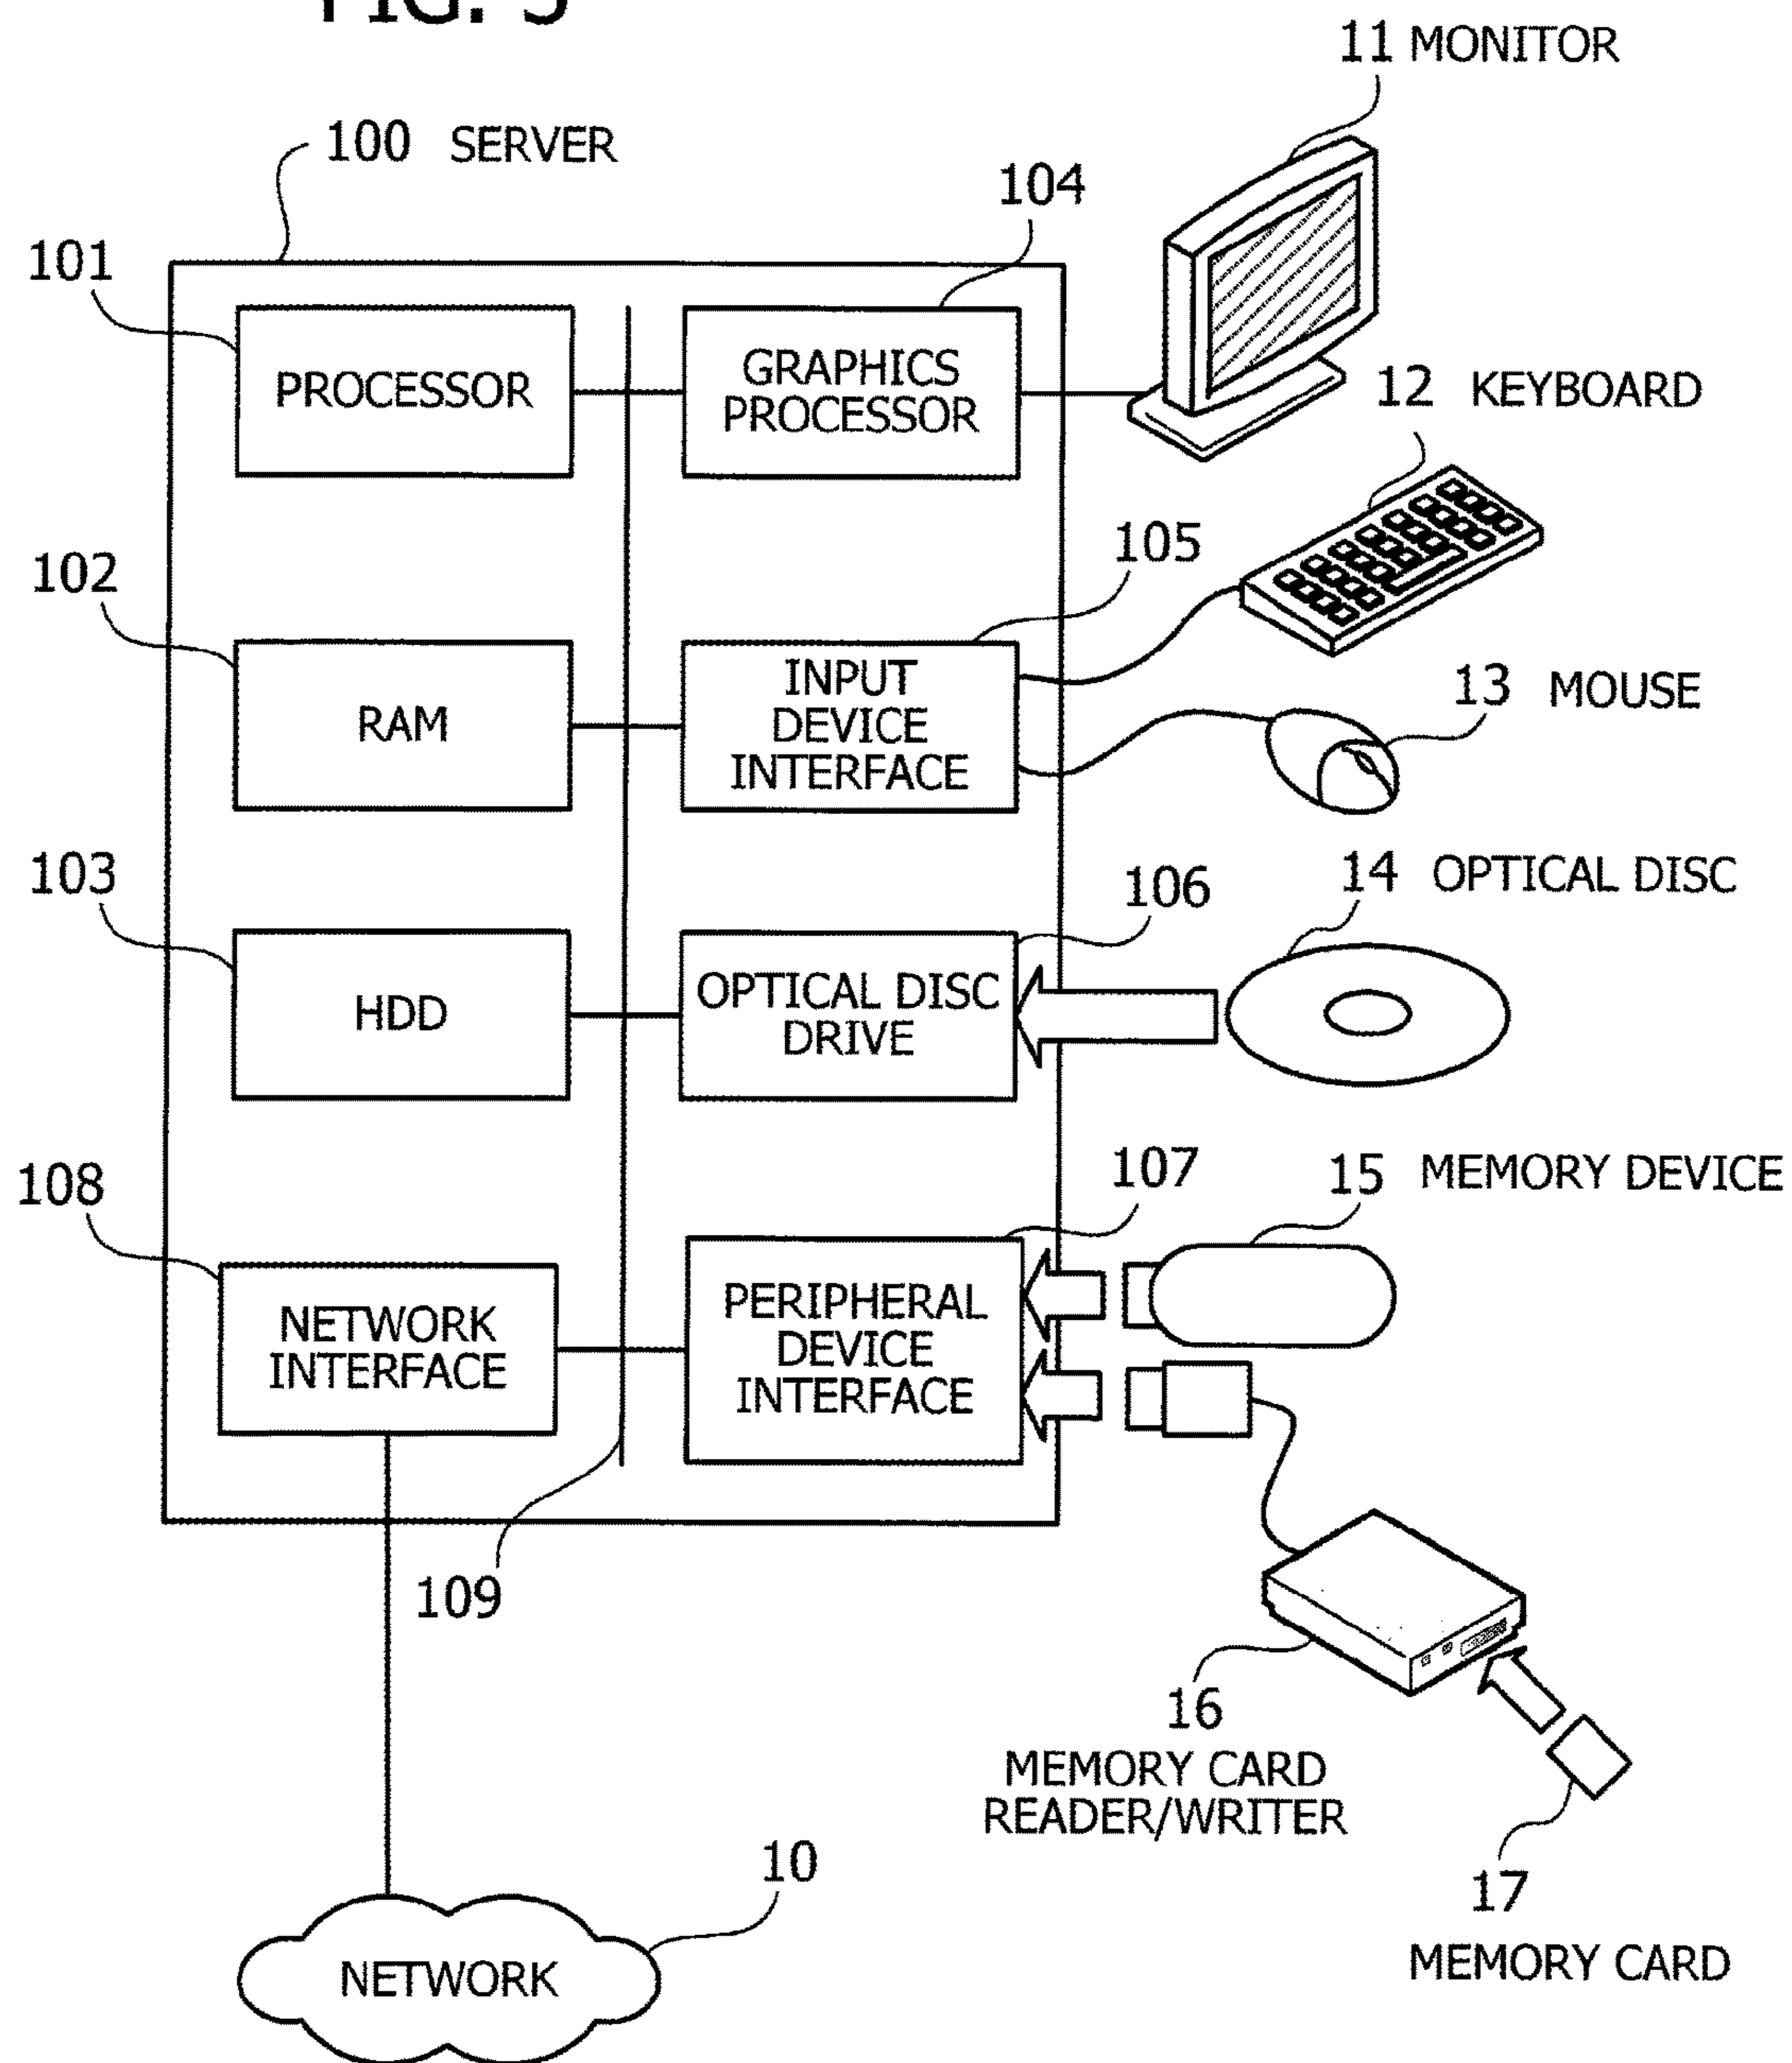 FIG. 3
11 MONITOR
100 SERVER
104
101
PROCESSOR
GRAPHICS
PROCESSOR
12 KEYBOARD
105
102
RAM
INPUT
DEVICE
INTERFACE
13 MOUSE
103
106
14 OPTICAL DISC
HDD
OPTICAL DISC
DRIVE
107
15 MEMORY DEVICE
108
NETWORK
INTERFACE
PERIPHERAL
DEVICE
INTERFACE
109
16
MEMORY CARD
READER/WRITER
17
MEMORY CARD
10
NETWORK